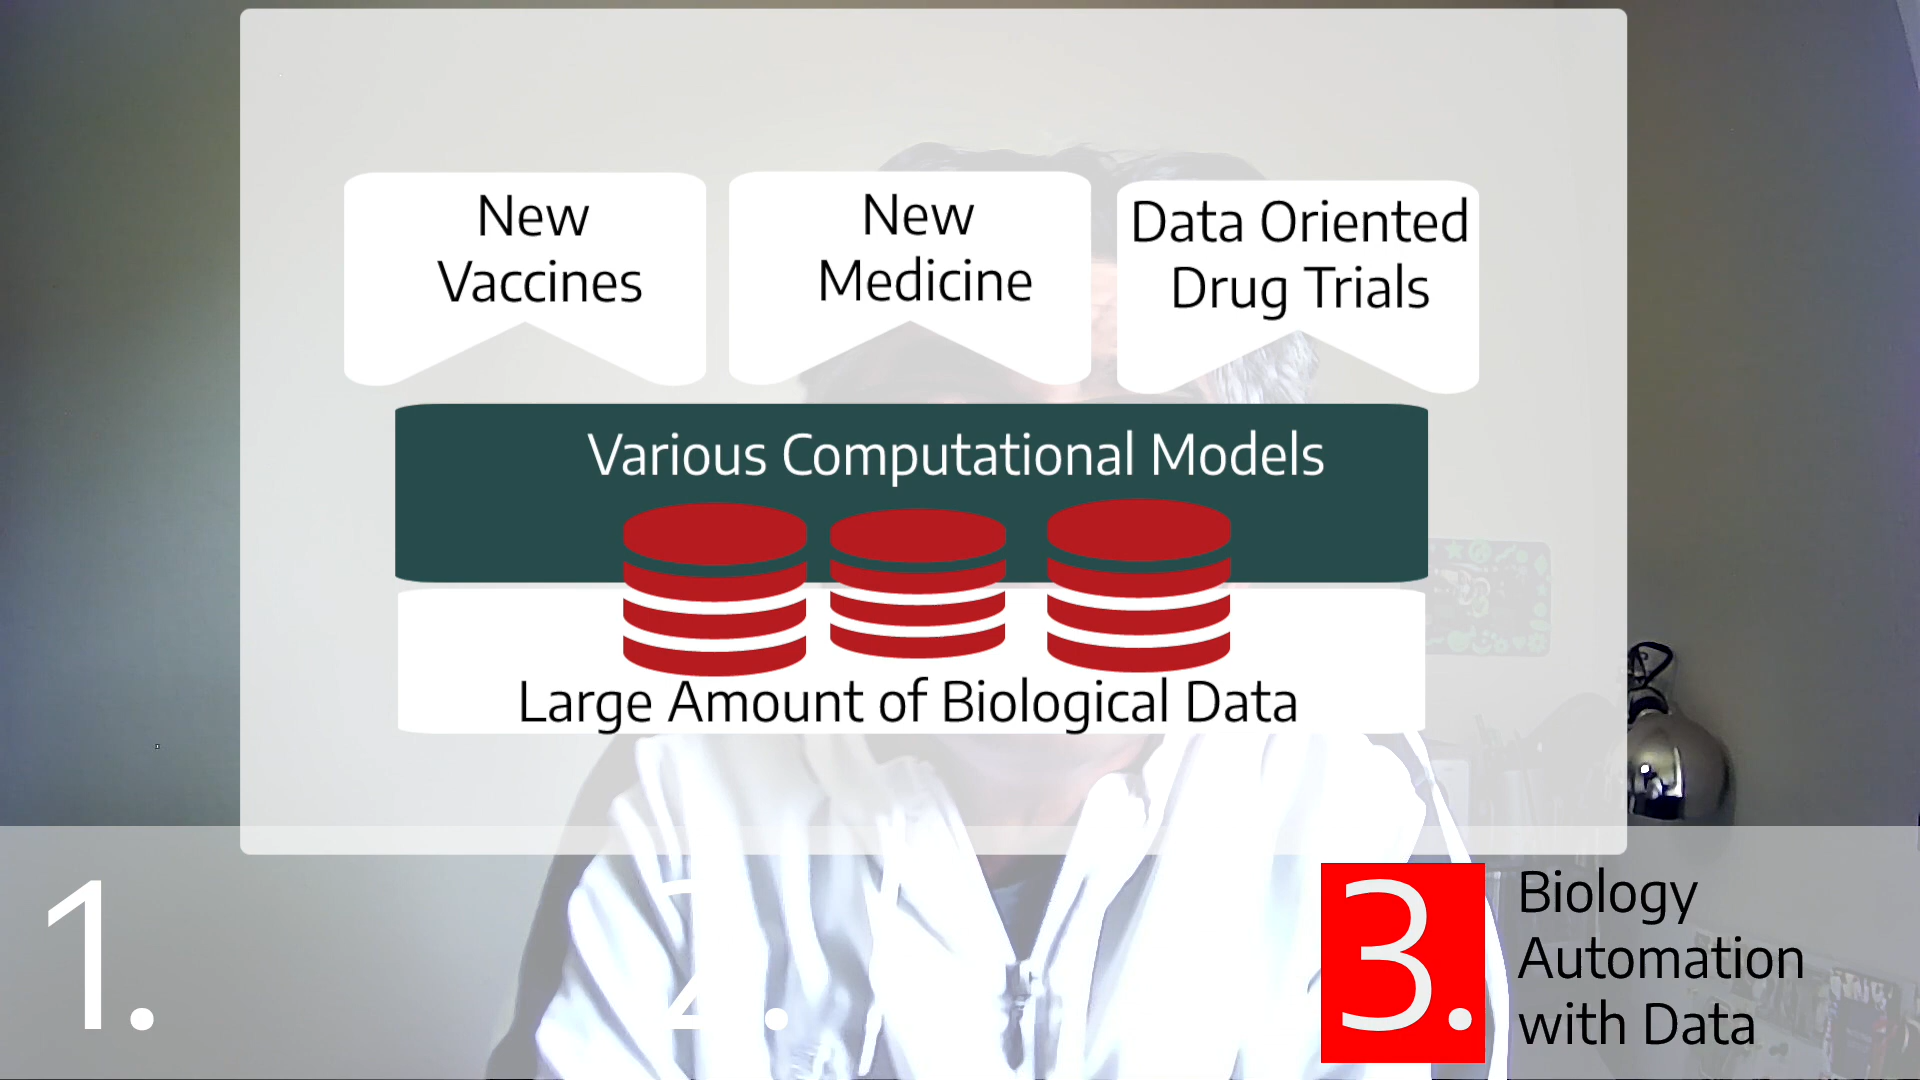 New
Vaccines
New
Medicine
Data Oriented
Drug Trials
Various Computational Models
Large Amount of Biological Data
1.
2.
3.
Biology
Automation
with Data